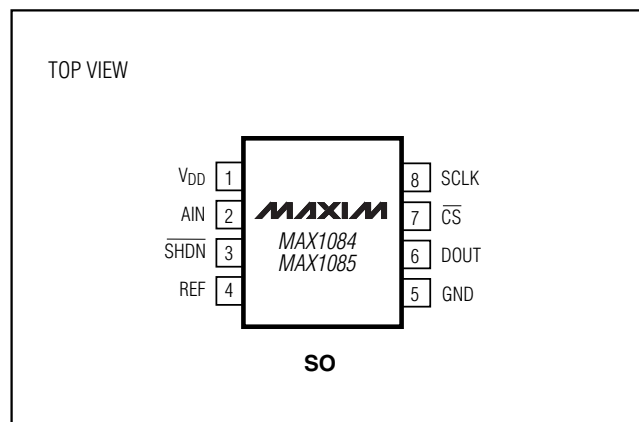 TOP VIEW
VDD 1
AIN 2
SHDN 3
REF 4
MAXIM
MAX1084
MAX1085
8 SCLK
7 CS
6 DOUT
5 GND
SO